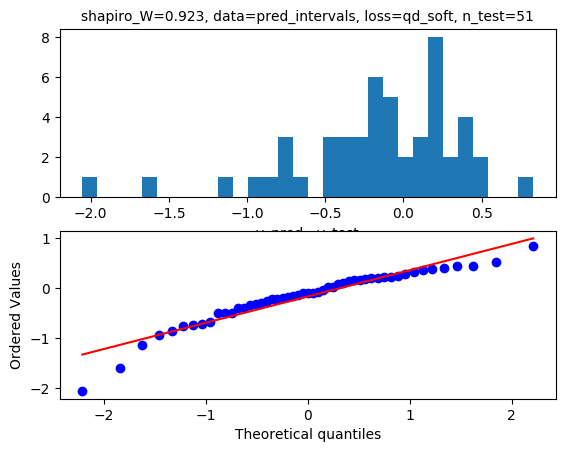 shapiro_W=0.923, data=pred_intervals, loss=qd_soft, n_test=51
8
6
4
2
0
−2.0 −1.5 −1.0 −0.5 0.0 0.5
1
0
−1
−2
Ordered Values
−2 −1 0 1 2
Theoretical quantiles